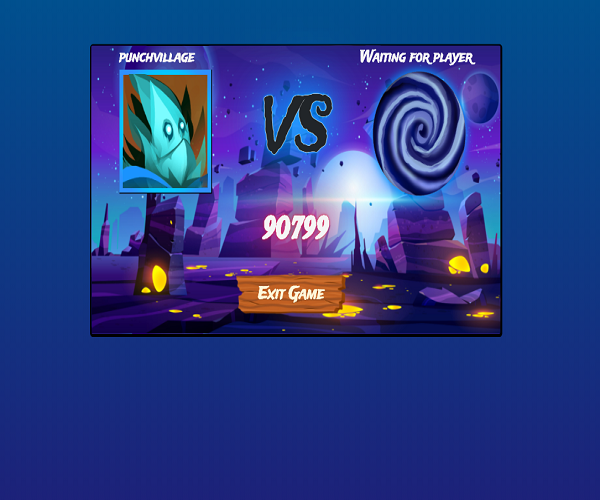 PUNCHVILLAGE
WAITING FOR PLAYER
VS
90799
EXIT GAME